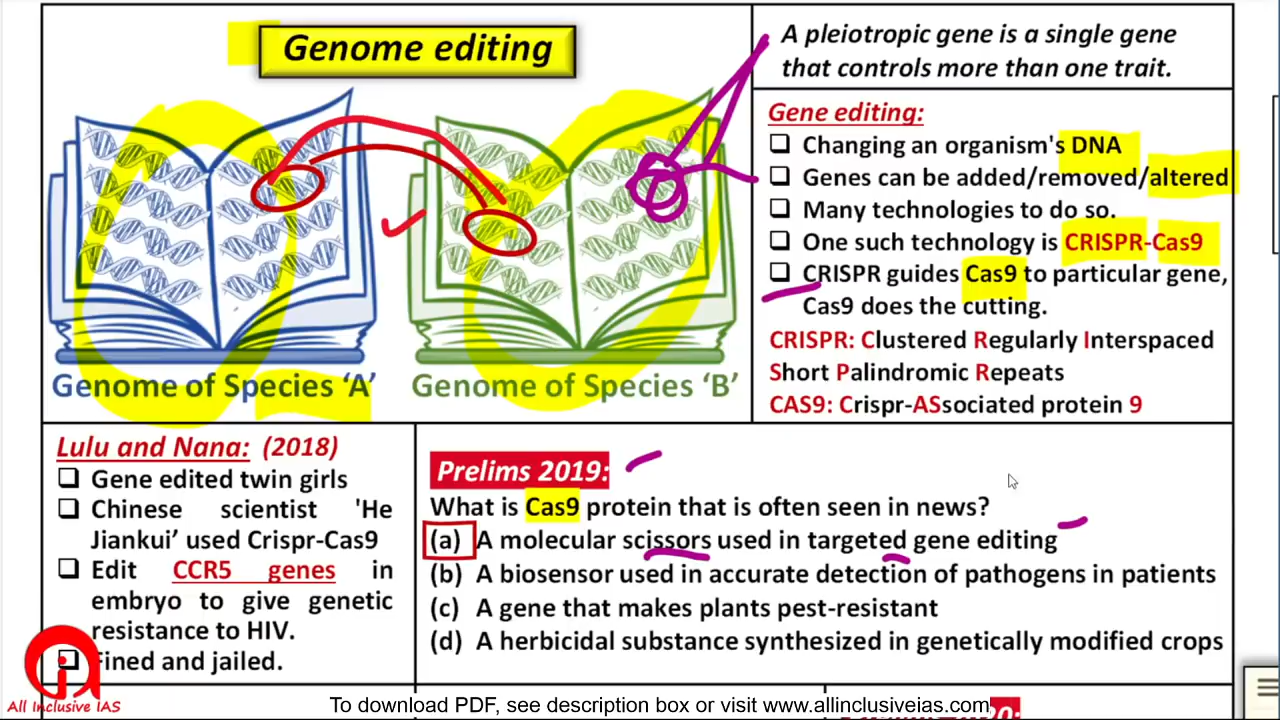 Genome editing
Genome of Species ‘A’
Genome of Species ‘B’
A pleiotropic gene is a single gene
that controls more than one trait.
Gene editing:
Changing an organism's DNA
Genes can be added/removed/altered
Many technologies to do so.
One such technology is CRISPR-Cas9
CRISPR guides Cas9 to particular gene,
Cas9 does the cutting.
CRISPR: Clustered Regularly Interspaced
Short Palindromic Repeats
CAS9: Crispr-ASsociated protein 9
Lulu and Nana: (2018)
Gene edited twin girls
Chinese scientist 'He
Jiankui’ used Crispr-Cas9
Edit CCR5 genes in
embryo to give genetic
resistance to HIV.
Fined and jailed.
Prelims 2019:
What is Cas9 protein that is often seen in news?
(a) A molecular scissors used in targeted gene editing
(b) A biosensor used in accurate detection of pathogens in patients
(c) A gene that makes plants pest-resistant
(d) A herbicidal substance synthesized in genetically modified crops
All Inclusive IAS
To download PDF, see description box or visit www.allinclusiveias.com